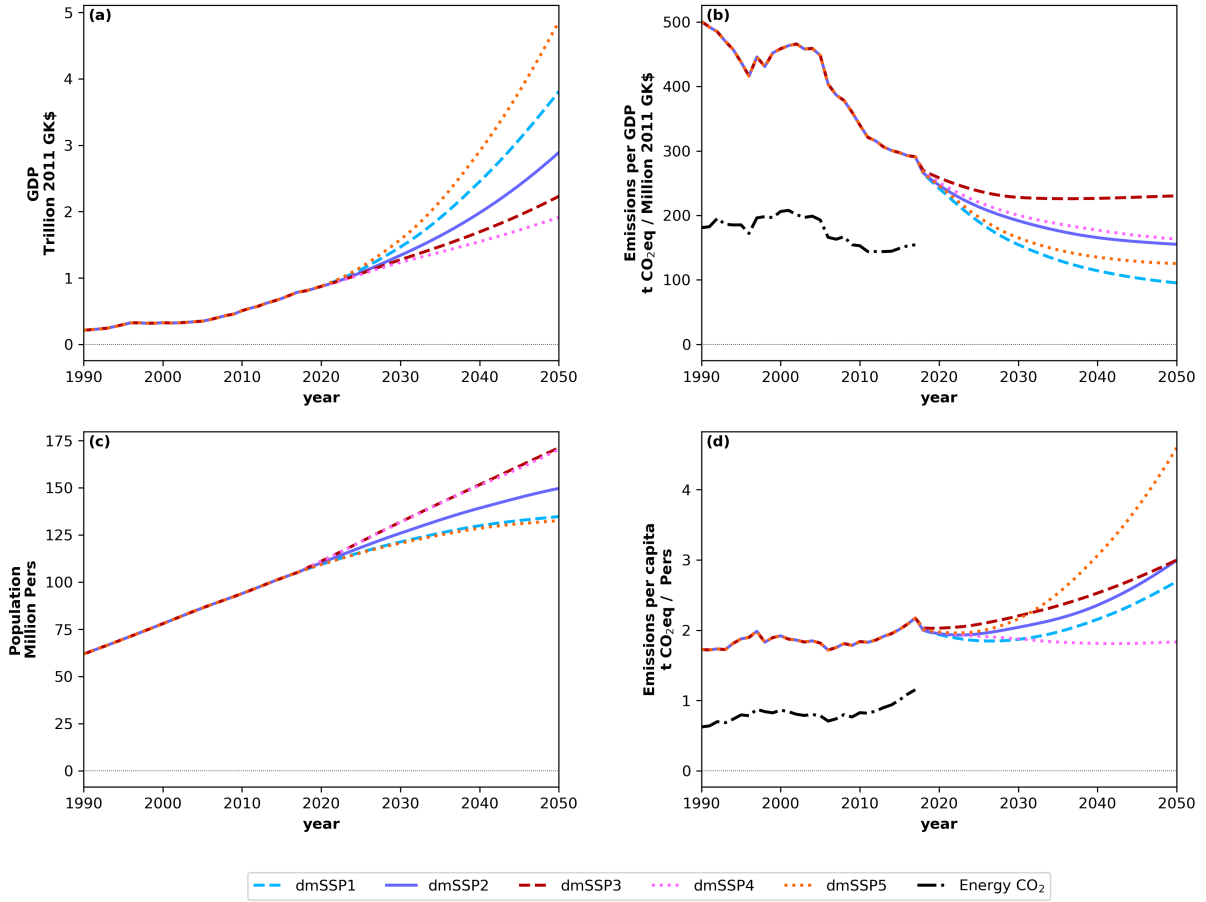 (a)
GDP
Trillion 2011 GK$
5
4
3
2
1
0
1990 2000 2010 2020 2030 2040 2050
year
(b)
Emissions per GDP
t CO₂eq / Million 2011 GK$
500
400
300
200
100
0
1990 2000 2010 2020 2030 2040 2050
year
(c)
Population
Million Pers
175
150
125
100
75
50
25
0
1990 2000 2010 2020 2030 2040 2050
year
(d)
Emissions per capita
t CO₂eq / Pers
4
3
2
1
0
1990 2000 2010 2020 2030 2040 2050
year
dmSSP1 dmSSP2 dmSSP3 dmSSP4 dmSSP5 Energy CO₂